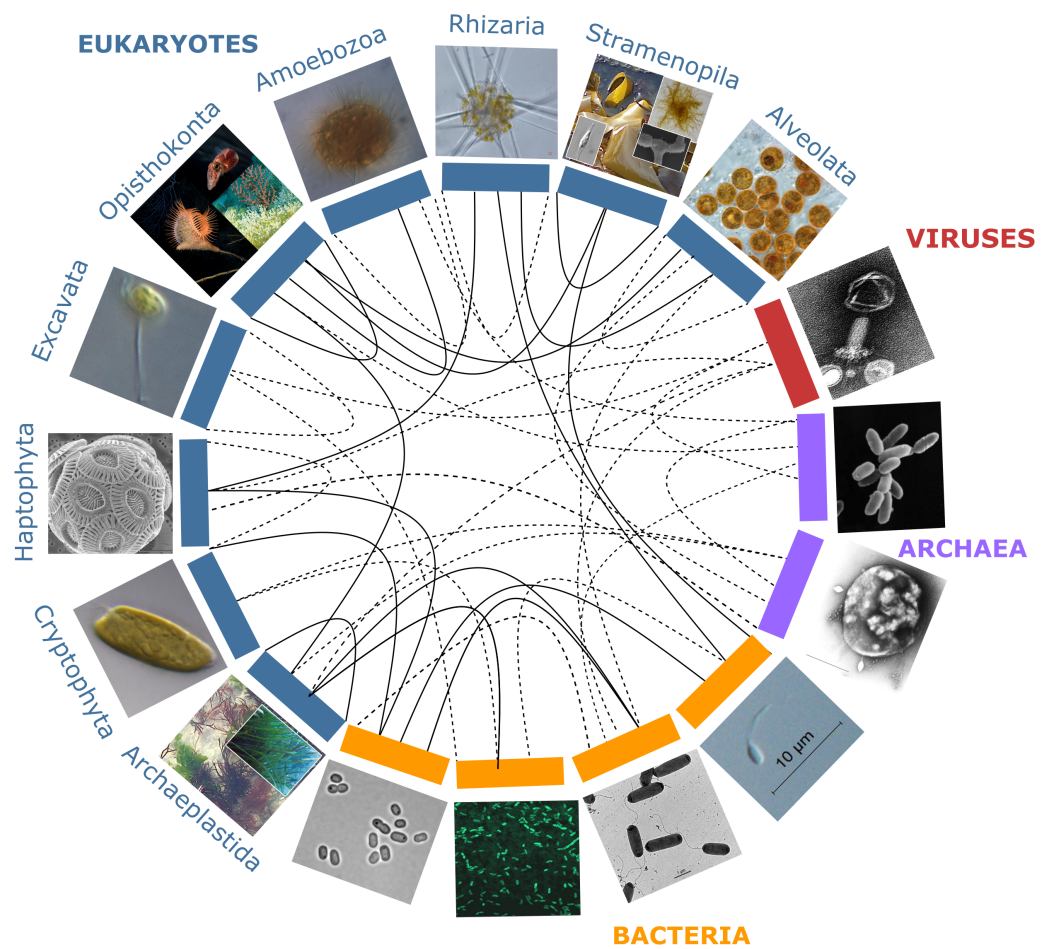 EUKARYOTES
Rhizaria
Amoebozoa
Stramenopila
Opisthokonta
Alveolata
VIRUSES
Excavata
Haptophyta
ARCHAEA
Cryptophyta
10 µm
Archaeplastida
BACTERIA